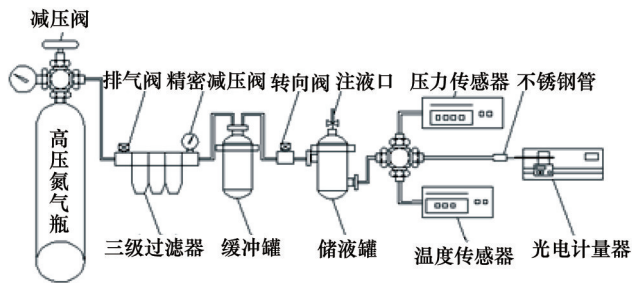 减压阀
排气阀 精密减压阀 转向阀 注液口 压力传感器 不锈钢管
高压氮气瓶
三级过滤器 缓冲罐 储液罐 温度传感器 光电计量器